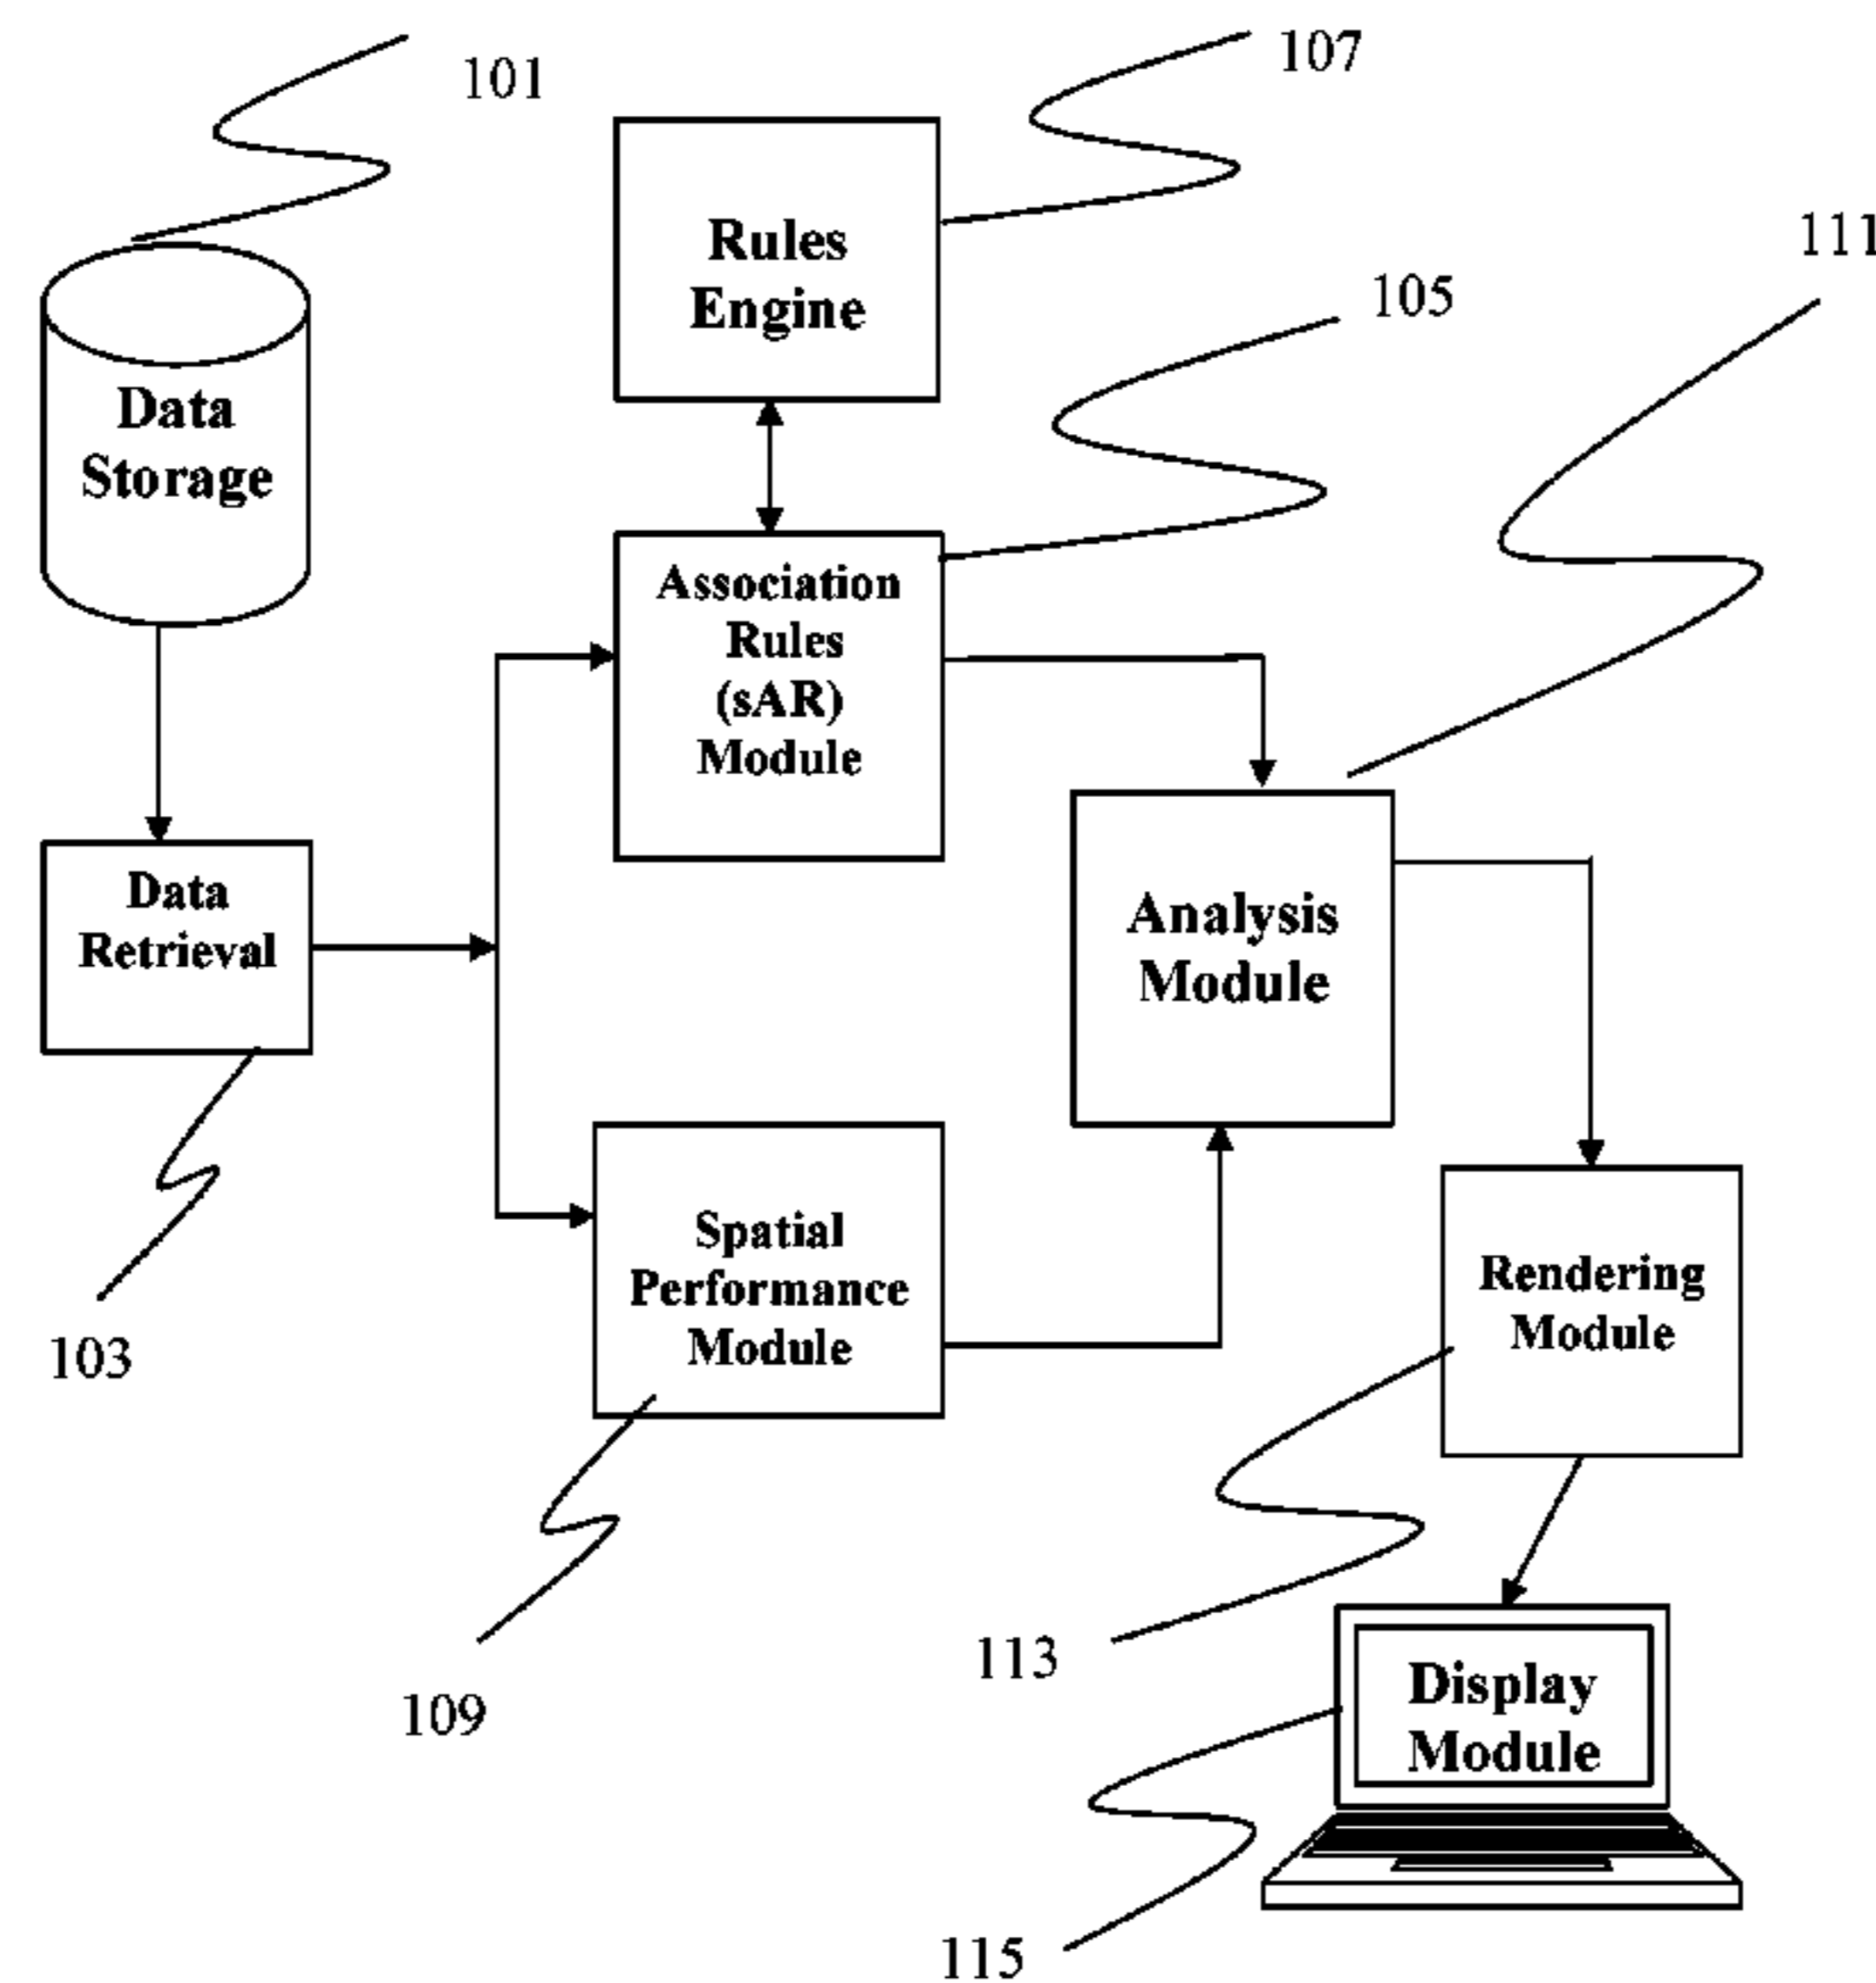 101
107
Rules
Engine
111
105
Data
Storage
Association
Rules
(sAR)
Module
Data
Retrieval
Analysis
Module
Spatial
Performance
Module
Rendering
Module
103
109
113
Display
Module
115